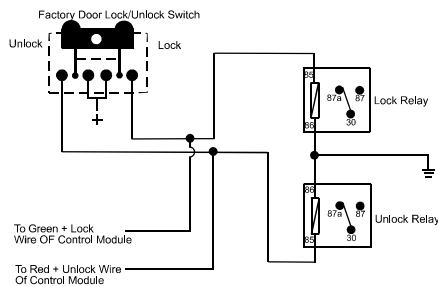 Factory Door Lock/Unlock Switch
Unlock
Lock
+
85
87a
87
30
86
Lock Relay
86
87a
87
30
85
Unlock Relay
To Green + Lock
Wire OF Control Module
To Red + Unlock Wire
Of Control Module